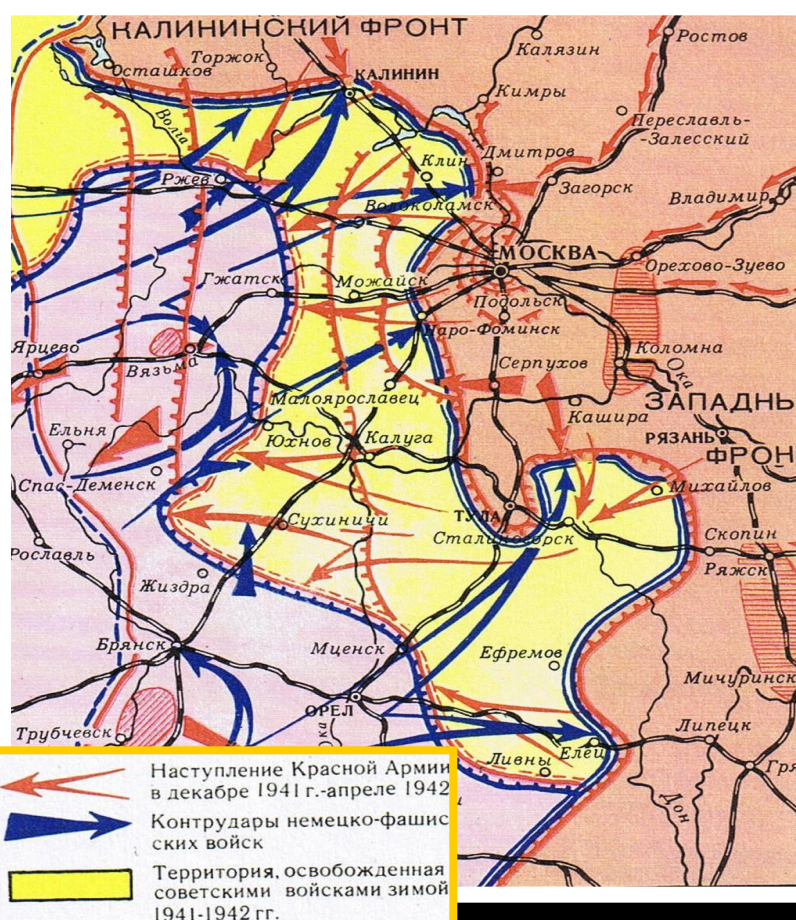 КАЛИНИНСКИЙ ФРОНТ
Ростов
Калязин
Торжок
Осташков
КАЛИНИН
Кимры
Волга
Переславль-
-Залесский
Клин
Дмитров
Ржев
Загорск
Владимир
Волоколамск
МОСКВА
Орехово-Зуево
Гжатск
Можайск
Подольск
Наро-Фоминск
Ярцево
Вязьма
Серпухов
Коломна
Ока
Малоярославец
Кашира
ЗАПАДНЫ
Ельня
Юхнов
Калуга
РЯЗАНЬ
ФРОН
Спас-Деменск
Михайлов
ТУЛА
Сухиничи
Сталиногорск
Скопин
Рославль
Ряжск
Жиздра
Брянск
Мценск
Ефремов
Мичуринск
ОРЕЛ
Трубчевск
Ока
Липецк
Елец
Ливны
Гря
Дон
Наступление Красной Армии
в декабре 1941 г.-апреле 1942
Контрудары немецко-фашис
ских войск
Территория, освобожденная
советскими войсками зимой
1941-1942 гг.